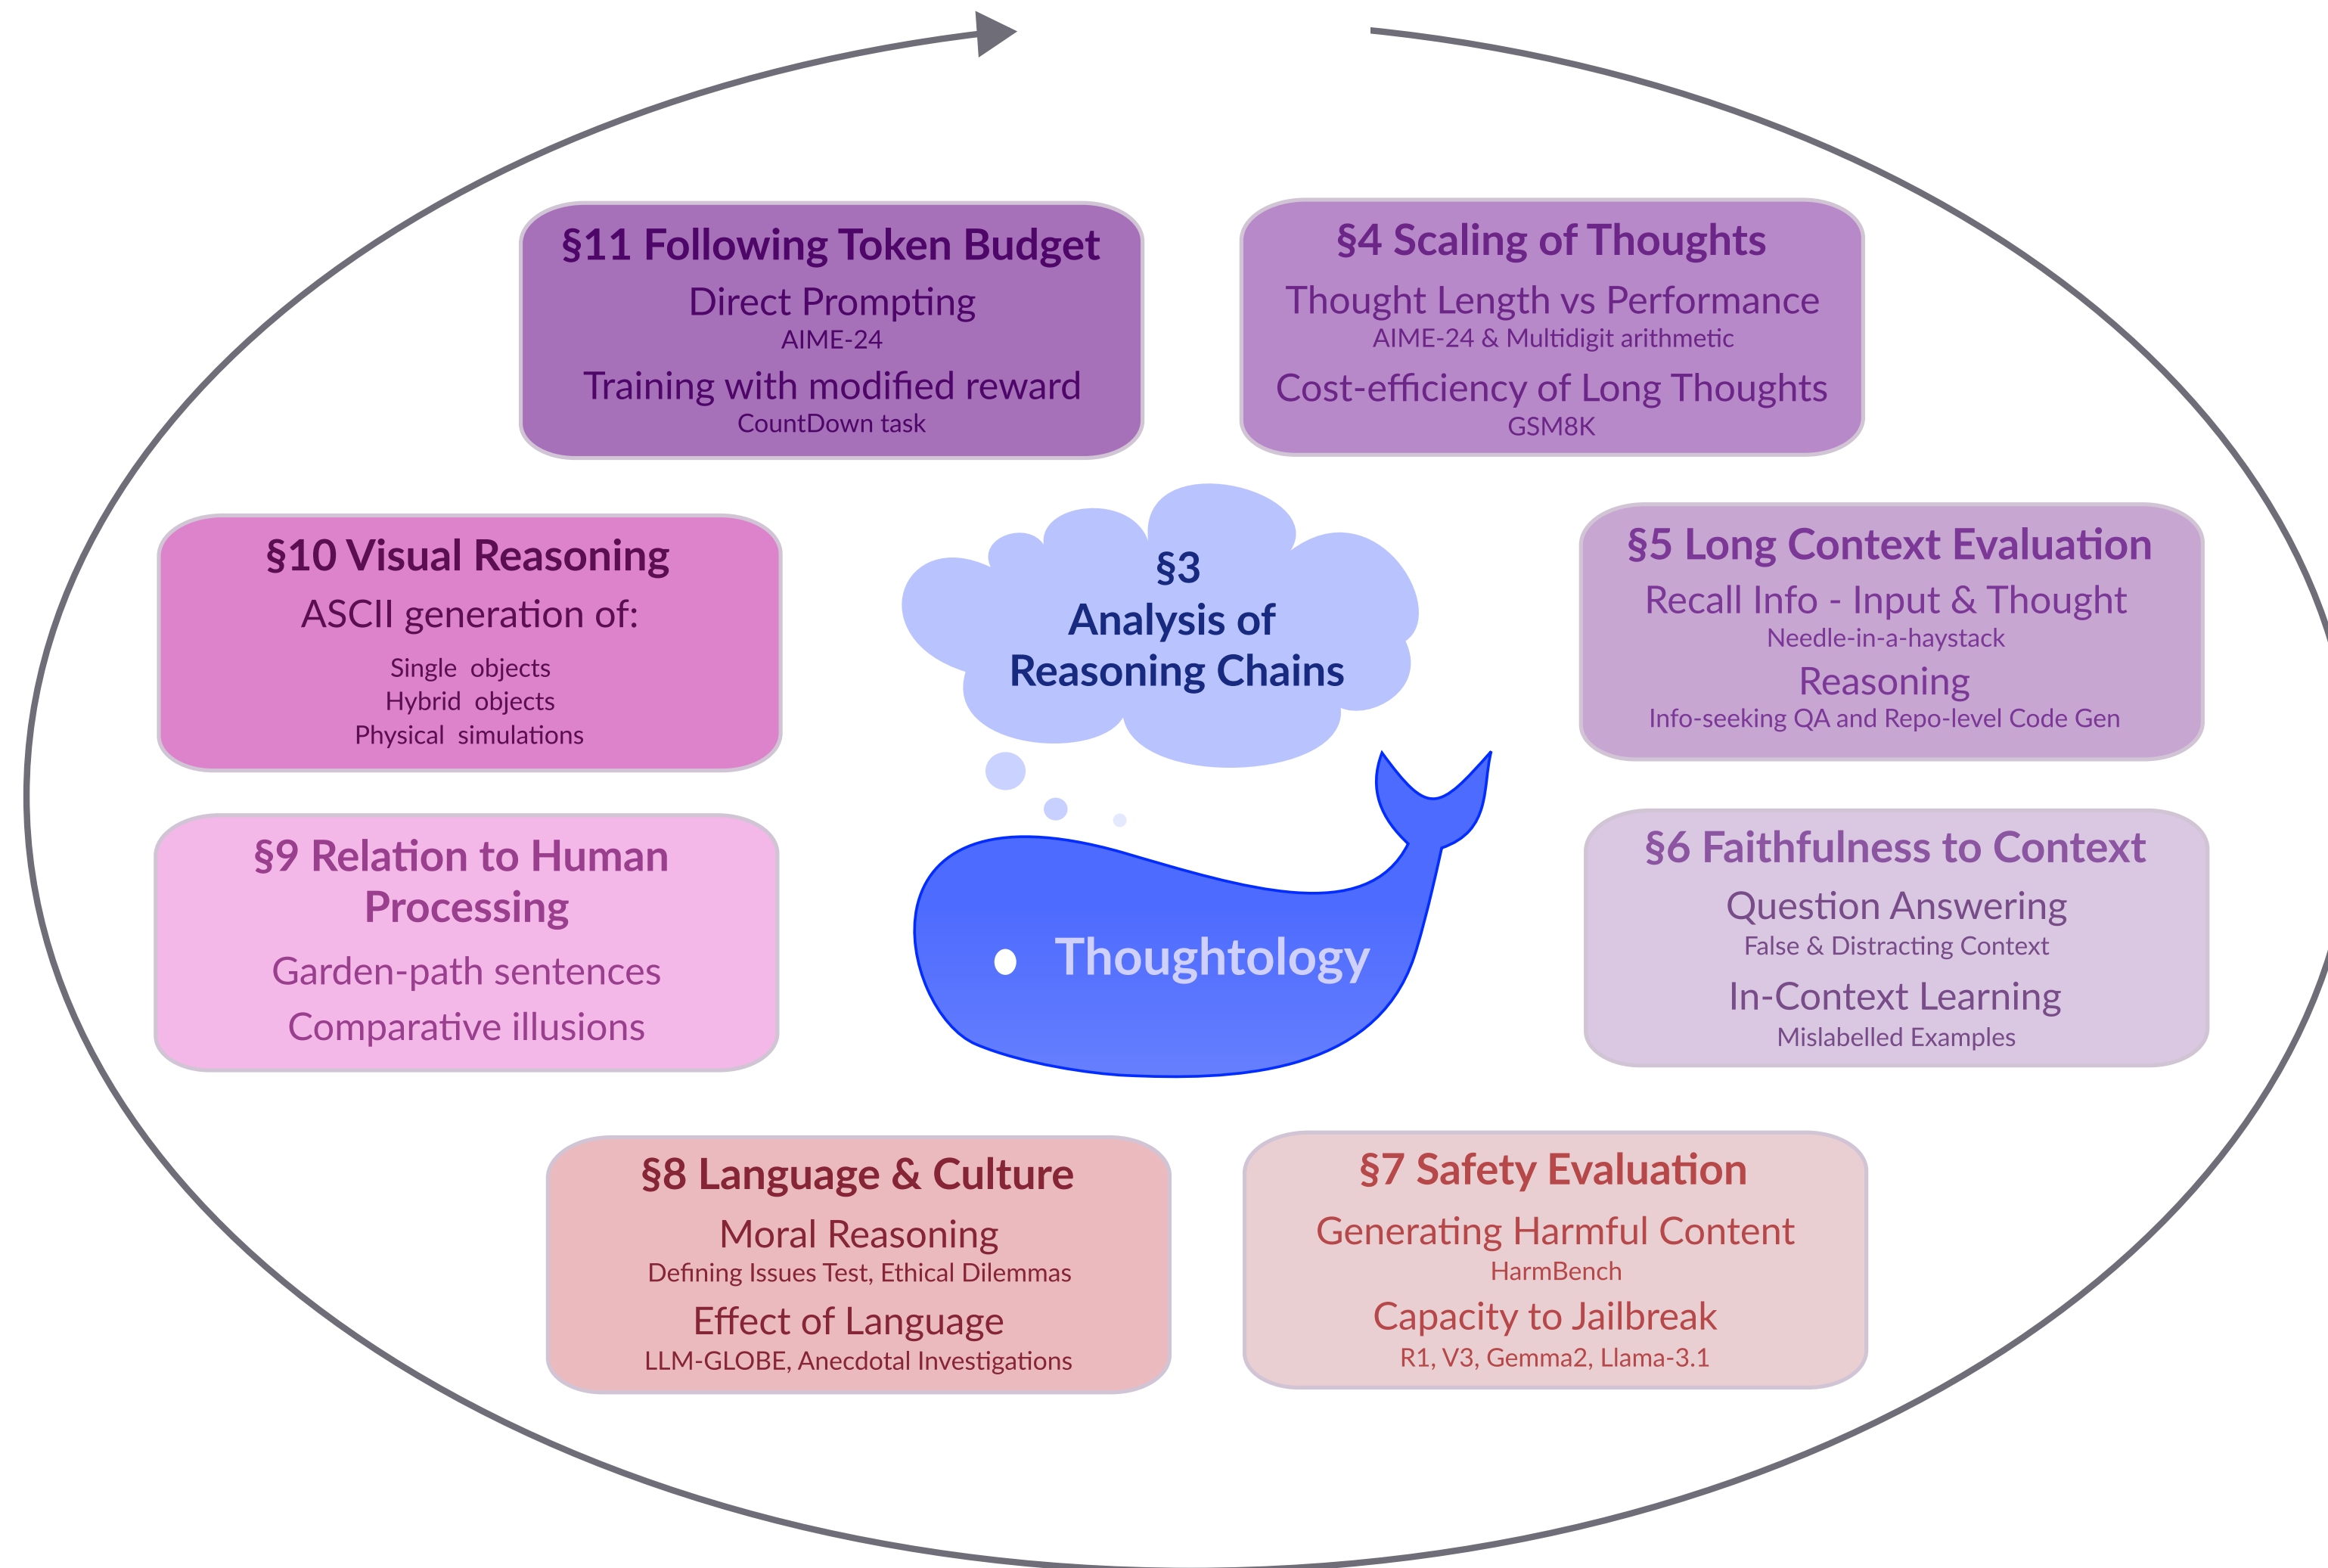 §11 Following Token Budget
Direct Prompting
AIME-24
Training with modified reward
CountDown task
§4 Scaling of Thoughts
Thought Length vs Performance
AIME-24 & Multidigit arithmetic
Cost-efficiency of Long Thoughts
GSM8K
§10 Visual Reasoning
ASCII generation of:
Single objects
Hybrid objects
Physical simulations
§3
Analysis of
Reasoning Chains
§5 Long Context Evaluation
Recall Info - Input & Thought
Needle-in-a-haystack
Reasoning
Info-seeking QA and Repo-level Code Gen
§9 Relation to Human
Processing
Garden-path sentences
Comparative illusions
Thoughtology
§6 Faithfulness to Context
Question Answering
False & Distracting Context
In-Context Learning
Mislabelled Examples
§8 Language & Culture
Moral Reasoning
Defining Issues Test, Ethical Dilemmas
Effect of Language
LLM-GLOBE, Anecdotal Investigations
§7 Safety Evaluation
Generating Harmful Content
HarmBench
Capacity to Jailbreak
R1, V3, Gemma2, Llama-3.1